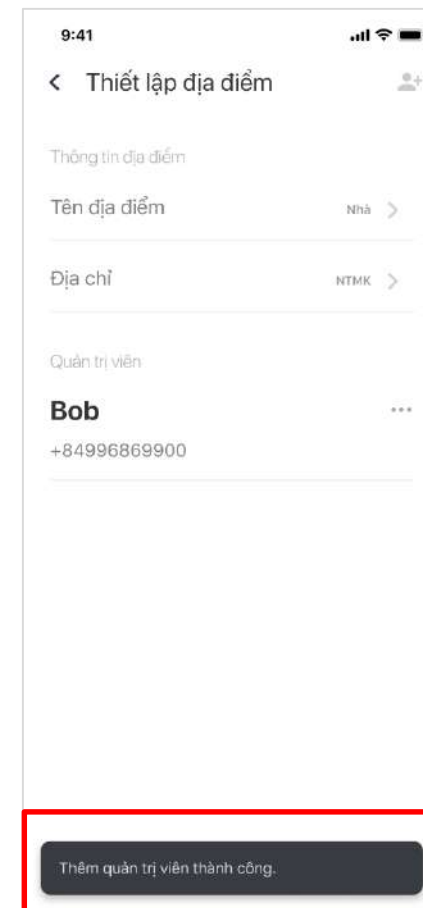 9:41
Thiết lập địa điểm
Thông tin địa điểm
Tên địa điểm Nhà
Địa chỉ NTMK
Quản trị viên
Bob
+84996869900
Thêm quản trị viên thành công.